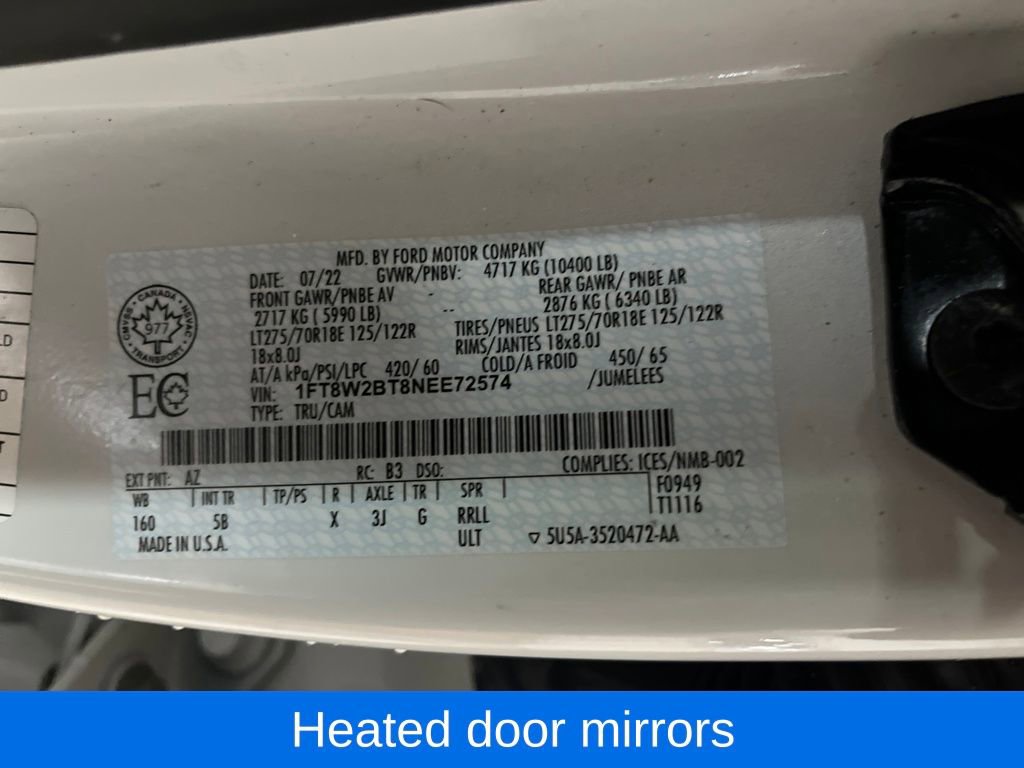 MFD. BY FORD MOTOR COMPANY
DATE: 07/22 GVWR/PNBV: 4717 KG (10400 LB)
FRONT GAWR/PNBE AV -- REAR GAWR/ PNBE AR
2717 KG ( 5990 LB) -- 2876 KG ( 6340 LB)
LT275/70R18E 125/122R TIRES/PNEUS LT275/70R18E 125/122R
18x8.0J RIMS/JANTES 18x8.0J
AT/A kPa/PSI/LPC 420/ 60 COLD/A FROID 450/ 65
VIN: 1FT8W2BT8NEE72574 /JUMELEES
TYPE: TRU/CAM
CANADA
CMVSS NSVAC
977
TRANSPORT
EC
EXT PNT: AZ RC: B3 DSO: COMPLIES: ICES/NMB-002
WB INT TR TP/PS R AXLE TR SPR F0949
160 5B X 3J G RRLL T1116
MADE IN U.S.A. ULT ▽ 5U5A-3520472-AA
LD
D
T
Heated door mirrors